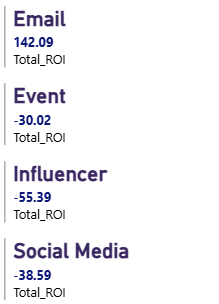 Email
142.09
Total_ROI
Event
-30.02
Total_ROI
Influencer
-55.39
Total_ROI
Social Media
-38.59
Total_ROI